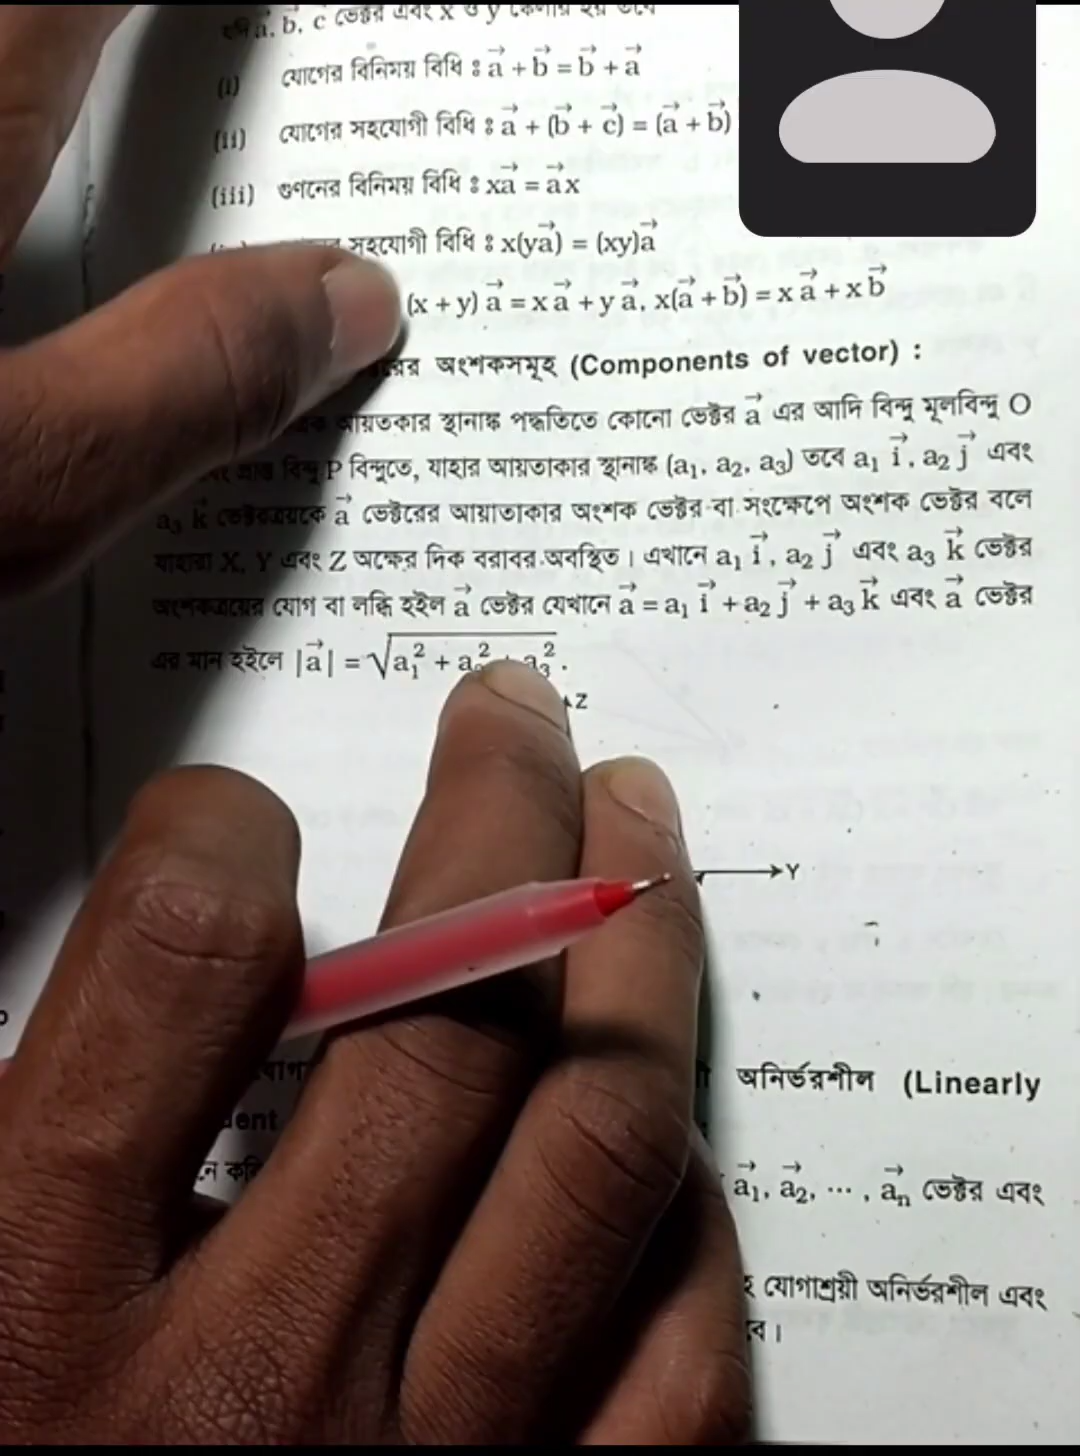 a⃗, b⃗, c⃗ ভেক্টর এবং x ও y স্কেলার হয় তবে
(i) যোগের বিনিময় বিধি ঃ a⃗ + b⃗ = b⃗ + a⃗
(ii) যোগের সহযোগী বিধি ঃ a⃗ + (b⃗ + c⃗) = (a⃗ + b⃗)
(iii) গুণনের বিনিময় বিধি ঃ xa⃗ = a⃗x
সহযোগী বিধি ঃ x(ya⃗) = (xy)a⃗
(x + y) a⃗ = x a⃗ + y a⃗, x(a⃗ + b⃗) = x a⃗ + x b⃗
অংশকসমূহ (Components of vector) :
আয়তকার স্থানাঙ্ক পদ্ধতিতে কোনো ভেক্টর a⃗ এর আদি বিন্দু মূলবিন্দু O
প্রান্ত বিন্দু P বিন্দুতে, যাহার আয়তাকার স্থানাঙ্ক (a₁, a₂, a₃) তবে a₁ i⃗, a₂ j⃗ এবং
a₃ k⃗ ভেক্টরত্রয়কে a⃗ ভেক্টরের আয়াতাকার অংশক ভেক্টর বা সংক্ষেপে অংশক ভেক্টর বলে
যাহারা X, Y এবং Z অক্ষের দিক বরাবর অবস্থিত। এখানে a₁ i⃗, a₂ j⃗ এবং a₃ k⃗ ভেক্টর
অংশকত্রয়ের যোগ বা লব্ধি হইল a⃗ ভেক্টর যেখানে a⃗ = a₁ i⃗ + a₂ j⃗ + a₃ k⃗ এবং a⃗ ভেক্টর
এর মান হইলে |a⃗| = √a₁² + a₂² + a₃².
Z
Y
অনির্ভরশীল (Linearly
a⃗₁, a⃗₂, ⋯ , a⃗ₙ ভেক্টর এবং
যোগাশ্রয়ী অনির্ভরশীল এবং